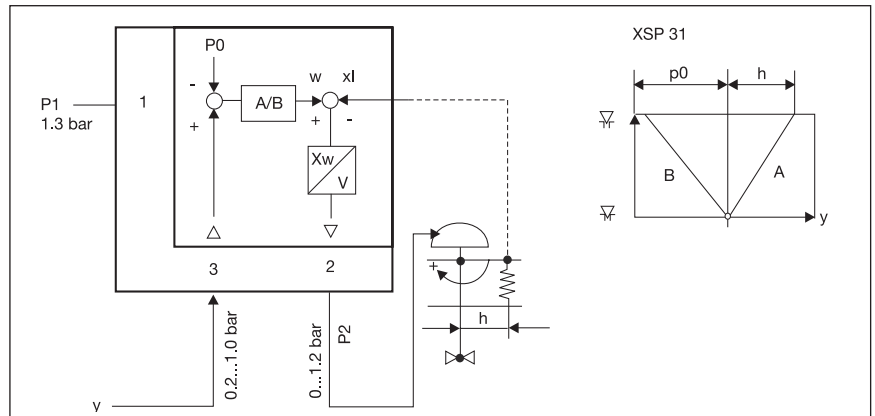 P0
-
+
A/B
w
xI
+
-
Xw
V
P1
1.3 bar
1
3
2
0.2...1.0 bar
0...1.2 bar
P2
y
+
h
XSP 31
p0
h
B
A
y